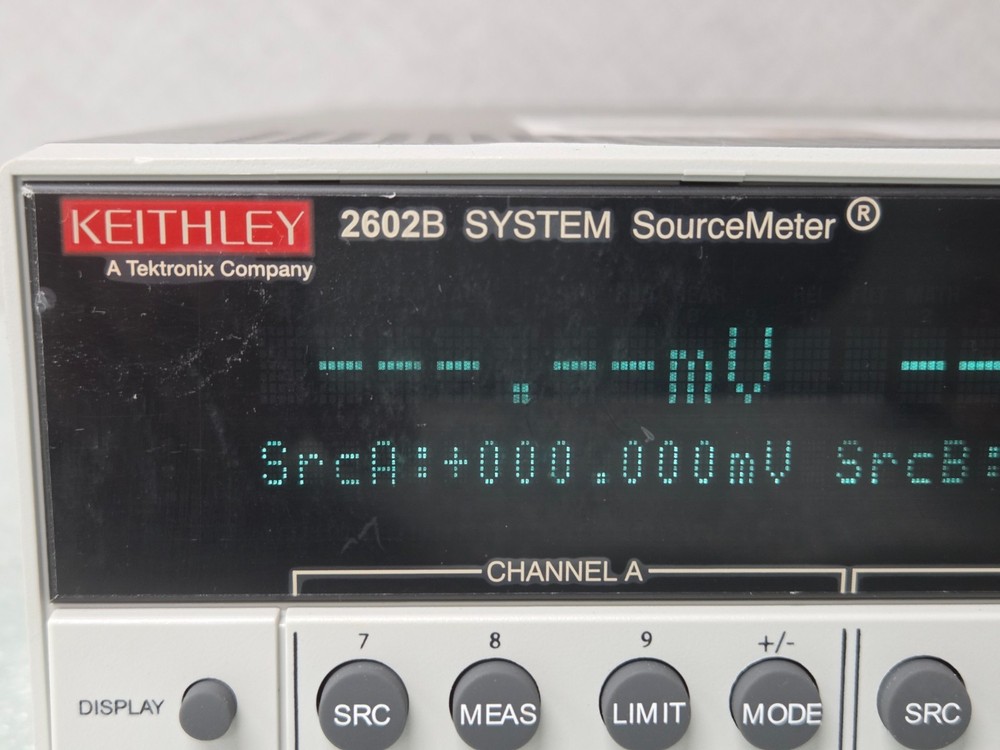 KEITHLEY 2602B SYSTEM SourceMeter®
A Tektronix Company
---.--mV --
SrcA:+000.000mV SrcB:
CHANNEL A
7 8 9 +/-
DISPLAY SRC MEAS LIMIT MODE SRC